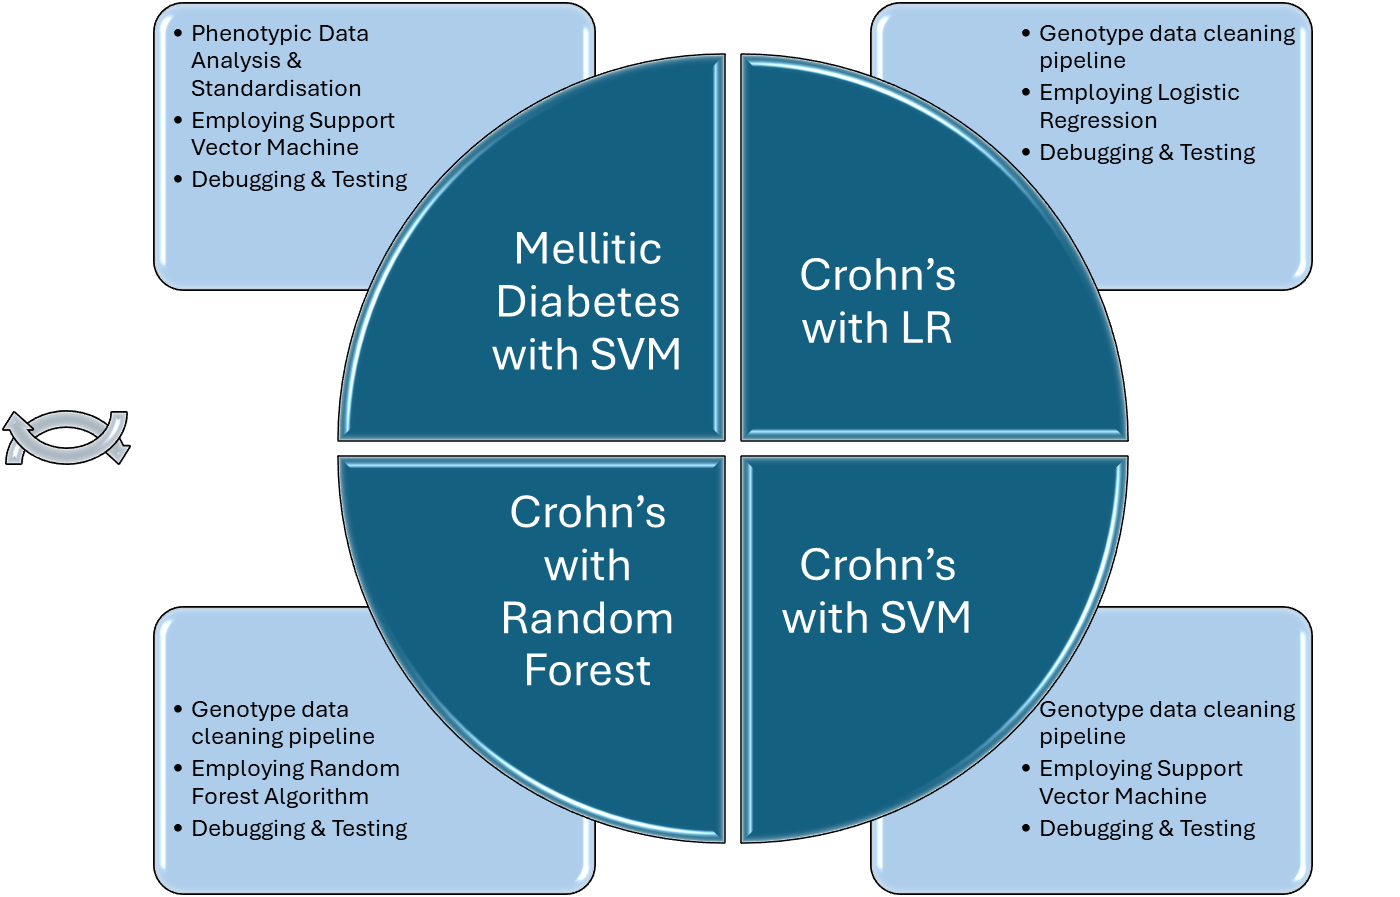 • Phenotypic Data
Analysis &
Standardisation
• Employing Support
Vector Machine
• Debugging & Testing
• Genotype data cleaning
pipeline
• Employing Logistic
Regression
• Debugging & Testing
Mellitic
Diabetes
with SVM
Crohn’s
with LR
Crohn’s
with
Random
Forest
Crohn’s
with SVM
• Genotype data
cleaning pipeline
• Employing Random
Forest Algorithm
• Debugging & Testing
Genotype data cleaning
pipeline
• Employing Support
Vector Machine
• Debugging & Testing